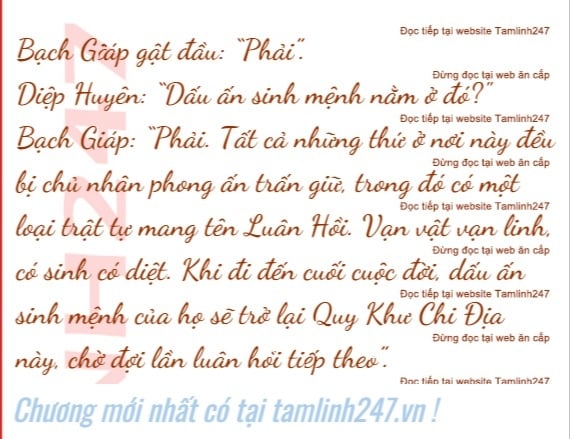 Đọc tiếp tại website Tamlinh247
Bạch Giáp gật đầu: “Phải”.
Đừng đọc tại web ăn cắp
Diệp Huyên: “Dấu ấn sinh mệnh nằm ở đó?”
Đọc tiếp tại website Tamlinh247
Bạch Giáp: “Phải. Tất cả những thứ ở nơi này đều
Đừng đọc tại web ăn cắp
bị chủ nhân phong ấn trấn giữ, trong đó có một
Đọc tiếp tại website Tamlinh247
loại trật tự mang tên Luân Hồi. Vạn vật vạn linh,
Đừng đọc tại web ăn cắp
có sinh có diệt. Khi đi đến cuối cuộc đời, dấu ấn
Đọc tiếp tại website Tamlinh247
sinh mệnh của họ sẽ trở lại Quy Khư Chi Địa
Đừng đọc tại web ăn cắp
này, chờ đợi lần luân hồi tiếp theo”.
Đọc tiếp tại website Tamlinh247
NH247
Chương mới nhất có tại tamlinh247.vn !